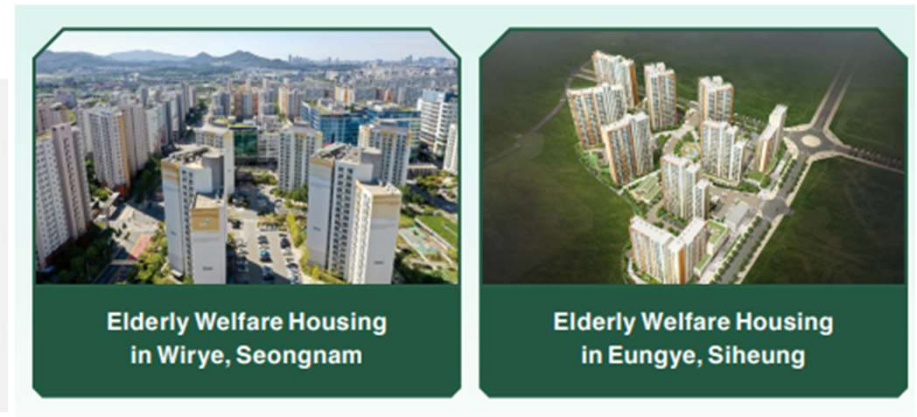 Elderly Welfare Housing
in Wirye, Seongnam
Elderly Welfare Housing
in Eungye, Siheung